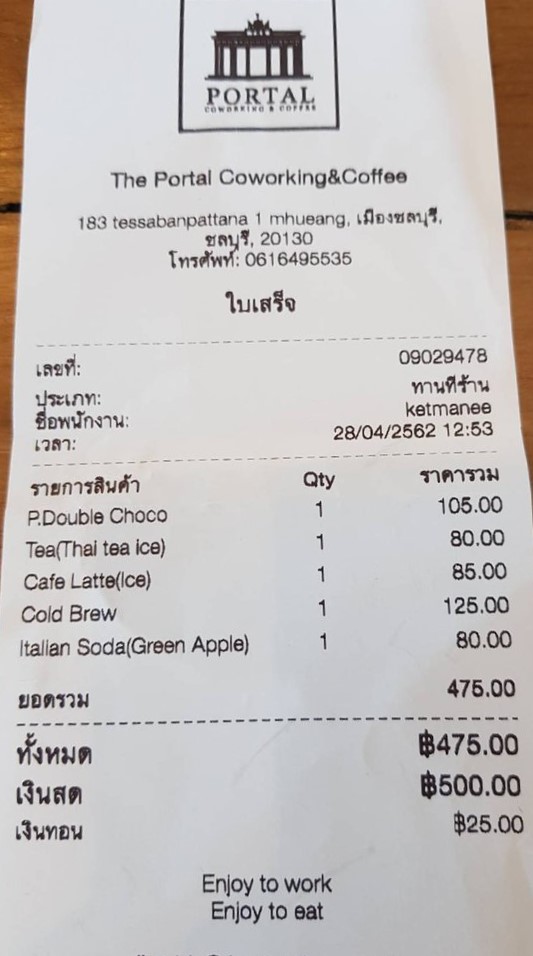 PORTAL
COWORKING & COFFEE
The Portal Coworking&Coffee
183 tessabanpattana 1 mhueang, เมืองชลบุรี,
ชลบุรี, 20130
โทรศัพท์: 0616495535
ใบเสร็จ
เลขที่: 09029478
ประเภท: ทานที่ร้าน
ชื่อพนักงาน: ketmanee
เวลา: 28/04/2562 12:53
รายการสินค้า Qty ราคารวม
P.Double Choco 1 105.00
Tea(Thai tea ice) 1 80.00
Cafe Latte(Ice) 1 85.00
Cold Brew 1 125.00
Italian Soda(Green Apple) 1 80.00
ยอดรวม 475.00
ทั้งหมด ฿475.00
เงินสด ฿500.00
เงินทอน ฿25.00
Enjoy to work
Enjoy to eat